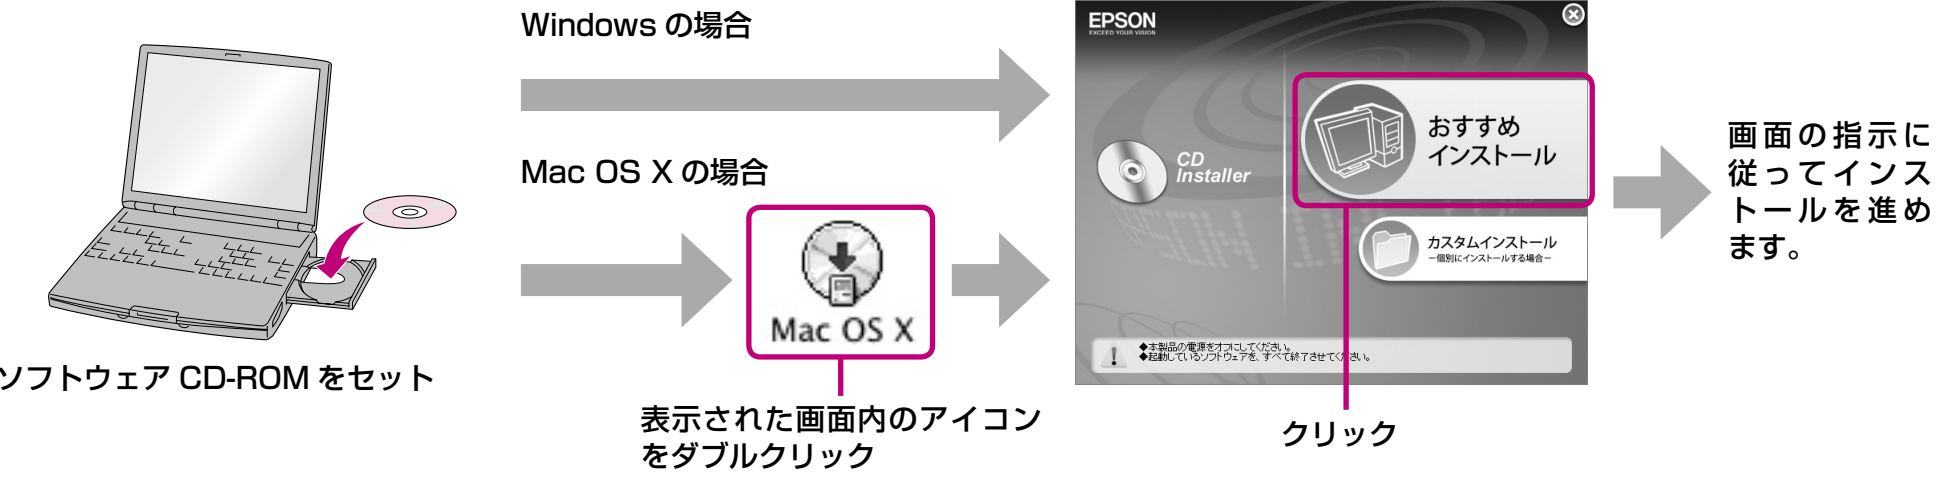 ソフトウェア CD-ROM をセット
Windows の場合
Mac OS X の場合
Mac OS X
表示された画面内のアイコン
をダブルクリック
EPSON
EXCEED YOUR VISION
CD
Installer
おすすめ
インストール
カスタムインストール
－個別にインストールする場合－
◆本製品の電源をオフにしてください。
◆起動しているソフトウェアを、すべて終了させてください。
クリック
画面の指示に
従ってインス
トールを進め
ます。